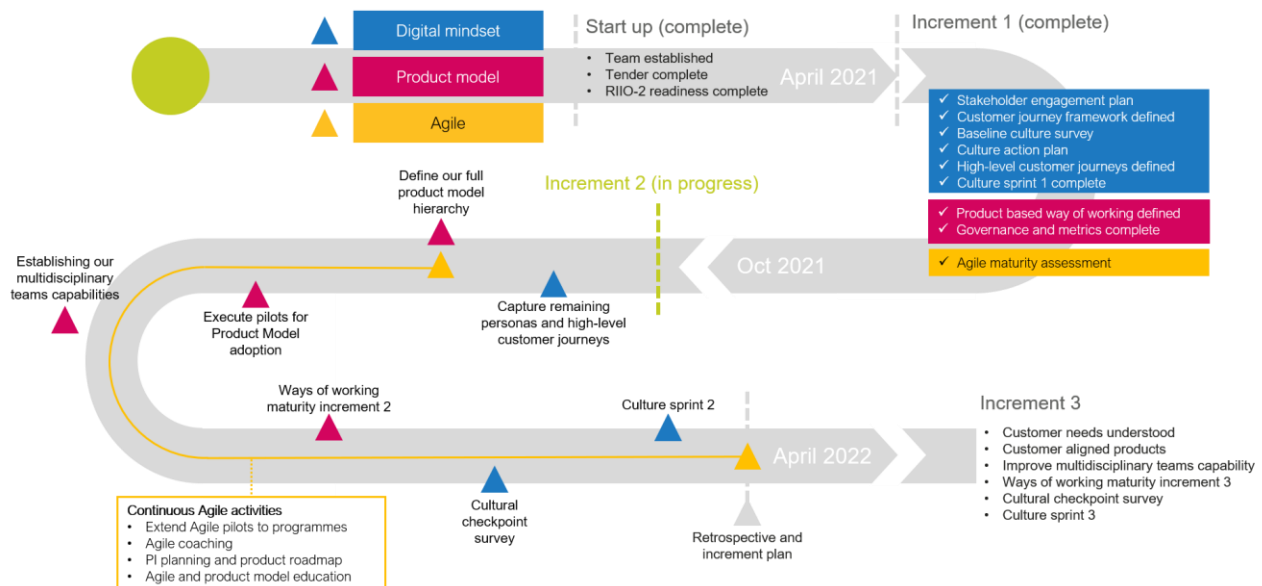 Digital mindset
Product model
Agile
Start up (complete)
• Team established
• Tender complete
• RIIO-2 readiness complete
April 2021
Increment 1 (complete)
✓ Stakeholder engagement plan
✓ Customer journey framework defined
✓ Baseline culture survey
✓ Culture action plan
✓ High-level customer journeys defined
✓ Culture sprint 1 complete
✓ Product based way of working defined
✓ Governance and metrics complete
✓ Agile maturity assessment
Oct 2021
Increment 2 (in progress)
Define our full
product model
hierarchy
Capture remaining
personas and high-level
customer journeys
Execute pilots for
Product Model
adoption
Establishing our
multidisciplinary
teams capabilities
Ways of working
maturity increment 2
Culture sprint 2
Cultural
checkpoint
survey
April 2022
Retrospective and
increment plan
Continuous Agile activities
• Extend Agile pilots to programmes
• Agile coaching
• PI planning and product roadmap
• Agile and product model education
Increment 3
• Customer needs understood
• Customer aligned products
• Improve multidisciplinary teams capability
• Ways of working maturity increment 3
• Cultural checkpoint survey
• Culture sprint 3